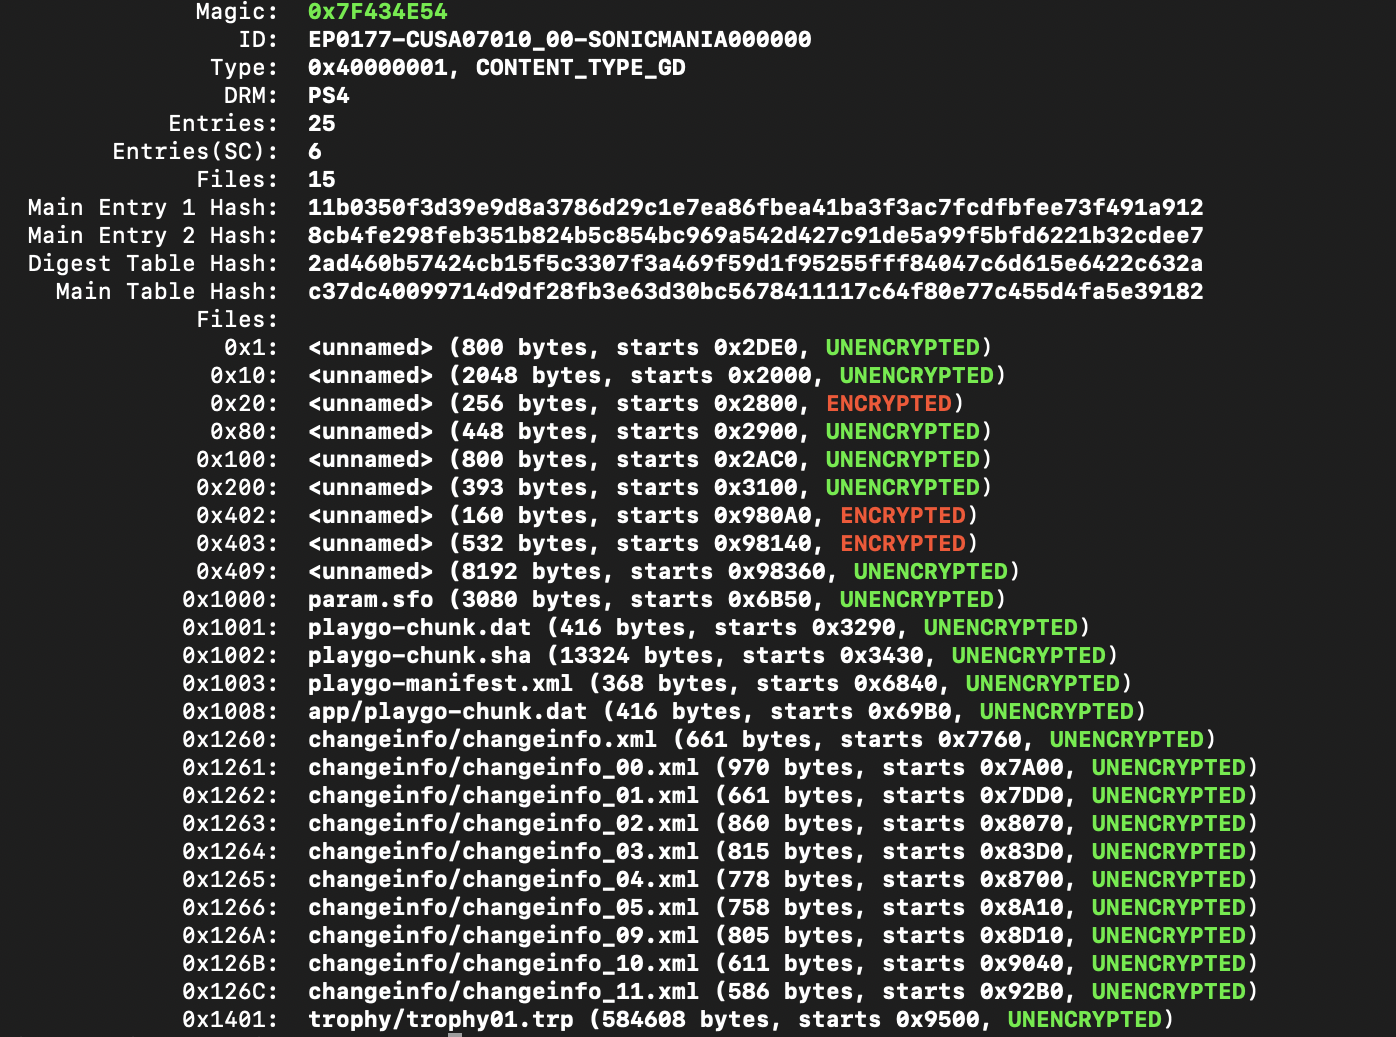 Magic: 0x7F434E54
ID: EP0177-CUSA07010_00-SONICMANIA000000
Type: 0x40000001, CONTENT_TYPE_GD
DRM: PS4
Entries: 25
Entries(SC): 6
Files: 15
Main Entry 1 Hash: 11b0350f3d39e9d8a3786d29c1e7ea86fbea41ba3f3ac7fcdfbfee73f491a912
Main Entry 2 Hash: 8cb4fe298feb351b824b5c854bc969a542d427c91de5a99f5bfd6221b32cdee7
Digest Table Hash: 2ad460b57424cb15f5c3307f3a469f59d1f95255fff84047c6d615e6422c632a
Main Table Hash: c37dc40099714d9df28fb3e63d30bc5678411117c64f80e77c455d4fa5e39182
Files:
0x1: <unnamed> (800 bytes, starts 0x2DE0, UNENCRYPTED)
0x10: <unnamed> (2048 bytes, starts 0x2000, UNENCRYPTED)
0x20: <unnamed> (256 bytes, starts 0x2800, ENCRYPTED)
0x80: <unnamed> (448 bytes, starts 0x2900, UNENCRYPTED)
0x100: <unnamed> (800 bytes, starts 0x2AC0, UNENCRYPTED)
0x200: <unnamed> (393 bytes, starts 0x3100, UNENCRYPTED)
0x402: <unnamed> (160 bytes, starts 0x980A0, ENCRYPTED)
0x403: <unnamed> (532 bytes, starts 0x98140, ENCRYPTED)
0x409: <unnamed> (8192 bytes, starts 0x98360, UNENCRYPTED)
0x1000: param.sfo (3080 bytes, starts 0x6B50, UNENCRYPTED)
0x1001: playgo-chunk.dat (416 bytes, starts 0x3290, UNENCRYPTED)
0x1002: playgo-chunk.sha (13324 bytes, starts 0x3430, UNENCRYPTED)
0x1003: playgo-manifest.xml (368 bytes, starts 0x6840, UNENCRYPTED)
0x1008: app/playgo-chunk.dat (416 bytes, starts 0x69B0, UNENCRYPTED)
0x1260: changeinfo/changeinfo.xml (661 bytes, starts 0x7760, UNENCRYPTED)
0x1261: changeinfo/changeinfo_00.xml (970 bytes, starts 0x7A00, UNENCRYPTED)
0x1262: changeinfo/changeinfo_01.xml (661 bytes, starts 0x7DD0, UNENCRYPTED)
0x1263: changeinfo/changeinfo_02.xml (860 bytes, starts 0x8070, UNENCRYPTED)
0x1264: changeinfo/changeinfo_03.xml (815 bytes, starts 0x83D0, UNENCRYPTED)
0x1265: changeinfo/changeinfo_04.xml (778 bytes, starts 0x8700, UNENCRYPTED)
0x1266: changeinfo/changeinfo_05.xml (758 bytes, starts 0x8A10, UNENCRYPTED)
0x126A: changeinfo/changeinfo_09.xml (805 bytes, starts 0x8D10, UNENCRYPTED)
0x126B: changeinfo/changeinfo_10.xml (611 bytes, starts 0x9040, UNENCRYPTED)
0x126C: changeinfo/changeinfo_11.xml (586 bytes, starts 0x92B0, UNENCRYPTED)
0x1401: trophy/trophy01.trp (584608 bytes, starts 0x9500, UNENCRYPTED)